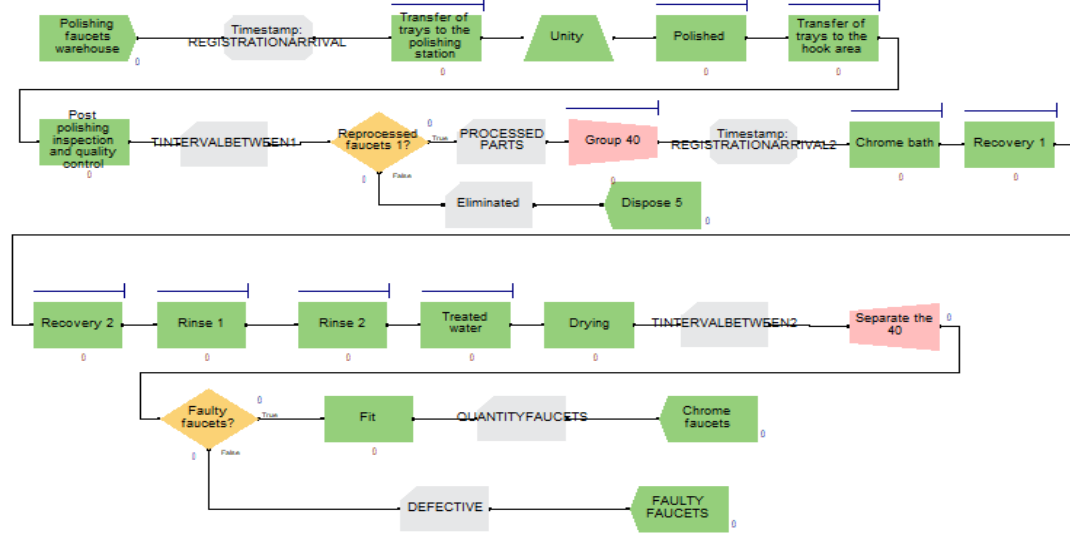 Polishing
faucets
warehouse
0
Timestamp:
REGISTRATIONARRIVAL
Transfer of
trays to the
polishing
station
0
Unity
Polished
0
Transfer of
trays to the
hook area
0
Post
polishing
inspection
and quality
control
0
TINTERVALBETWEEN1
Reprocessed
faucets 1?
0
True
0
False
PROCESSED
PARTS
Group 40
0
Timestamp:
REGISTRATIONARRIVAL2
Chrome bath
0
Recovery 1
0
Eliminated
Dispose 5
0
Recovery 2
0
Rinse 1
0
Rinse 2
0
Treated
water
0
Drying
0
TINTERVALBETWEEN2
Separate the
40
0
Faulty
faucets?
0
True
0
False
Fit
0
QUANTITYFAUCETS
Chrome
faucets
0
DEFECTIVE
FAULTY
FAUCETS
0